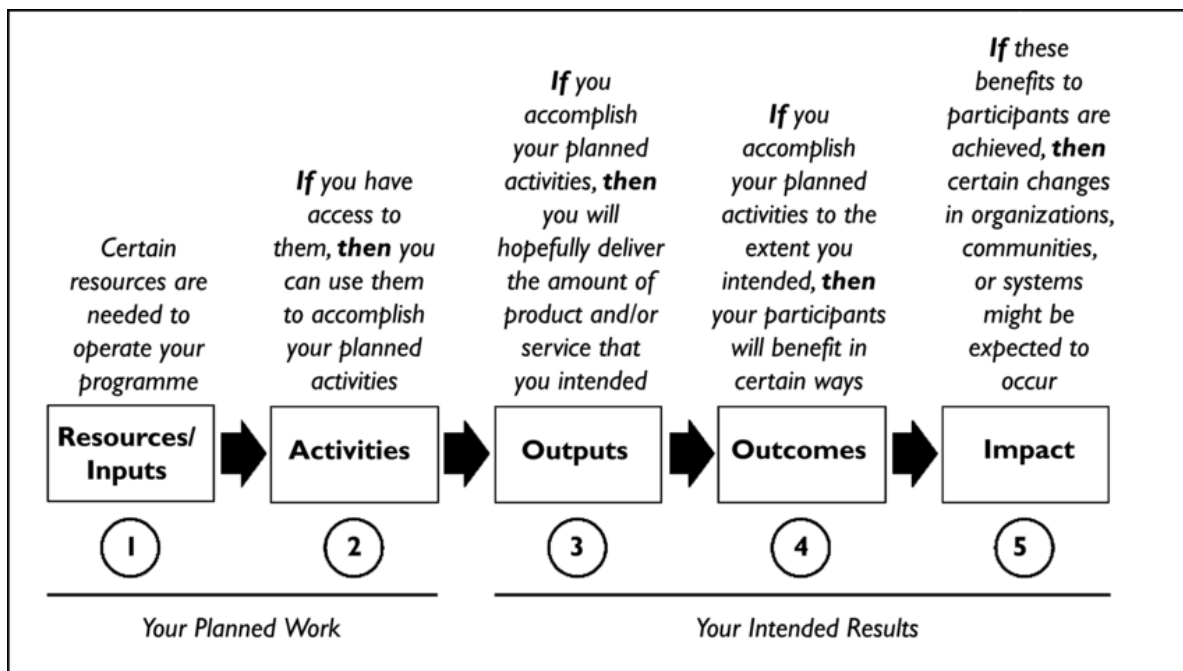 Certain
resources are
needed to
operate your
programme
If you have
access to
them, then you
can use them
to accomplish
your planned
activities
If you
accomplish
your planned
activities, then
you will
hopefully deliver
the amount of
product and/or
service that
you intended
If you
accomplish
your planned
activities to the
extent you
intended, then
your participants
will benefit in
certain ways
If these
benefits to
participants are
achieved, then
certain changes
in organizations,
communities,
or systems
might be
expected to
occur
Resources/
Inputs
Activities
Outputs
Outcomes
Impact
1
2
3
4
5
Your Planned Work
Your Intended Results